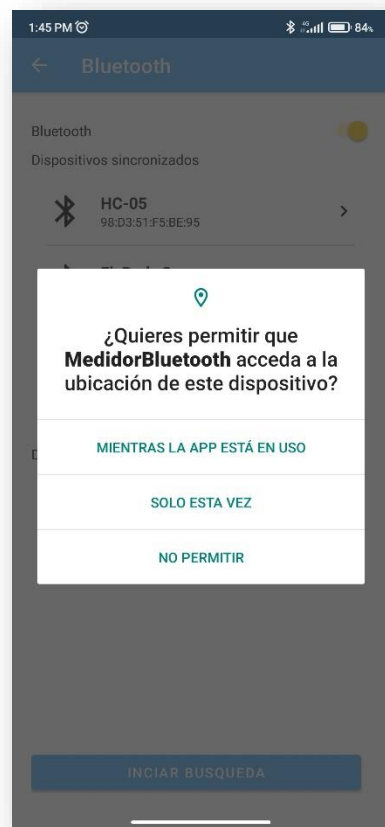 1:45 PM
4G
84%
Bluetooth
Bluetooth
Dispositivos sincronizados
HC-05
98:D3:51:F5:BE:95
¿Quieres permitir que
MedidorBluetooth acceda a la
ubicación de este dispositivo?
MIENTRAS LA APP ESTÁ EN USO
SOLO ESTA VEZ
NO PERMITIR
INCIAR BUSQUEDA